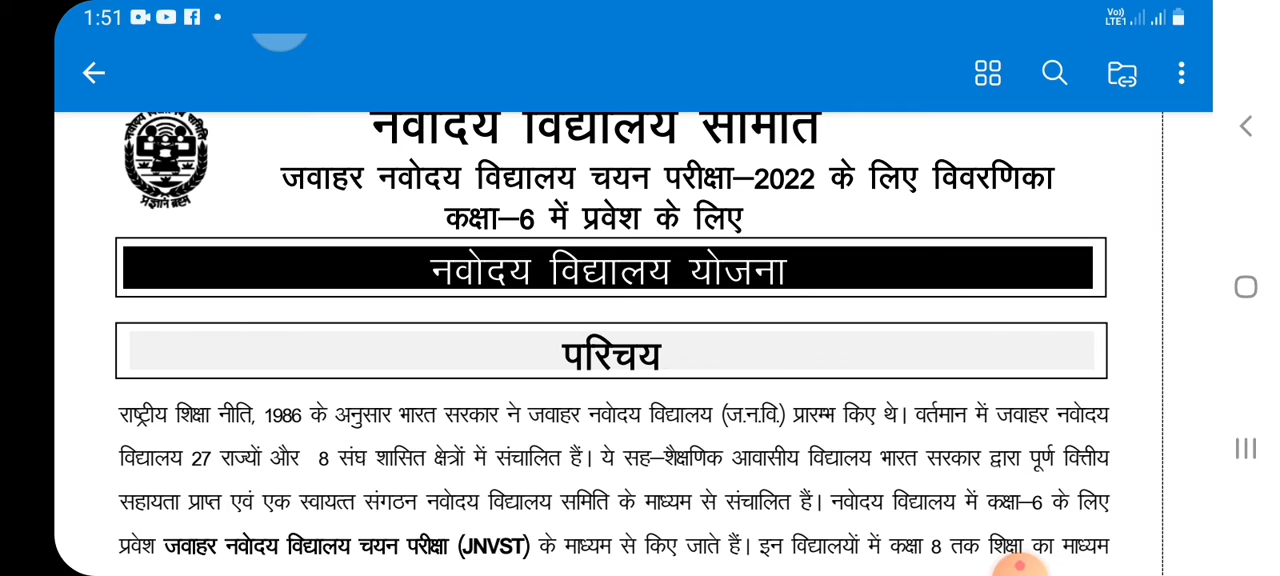 1:51
Vo)) LTE1
नवोदय विद्यालय समिति
जवाहर नवोदय विद्यालय चयन परीक्षा–2022 के लिए विवरणिका
कक्षा–6 में प्रवेश के लिए
नवोदय विद्यालय योजना
परिचय
राष्ट्रीय शिक्षा नीति, 1986 के अनुसार भारत सरकार ने जवाहर नवोदय विद्यालय (ज.न.वि.) प्रारम्भ किए थे। वर्तमान में जवाहर नवोदय
विद्यालय 27 राज्यों और 8 संघ शासित क्षेत्रों में संचालित हैं। ये सह–शैक्षणिक आवासीय विद्यालय भारत सरकार द्वारा पूर्ण वित्तीय
सहायता प्राप्त एवं एक स्वायत्त संगठन नवोदय विद्यालय समिति के माध्यम से संचालित हैं। नवोदय विद्यालय में कक्षा–6 के लिए
प्रवेश जवाहर नवोदय विद्यालय चयन परीक्षा (JNVST) के माध्यम से किए जाते हैं। इन विद्यालयों में कक्षा 8 तक शिक्षा का माध्यम